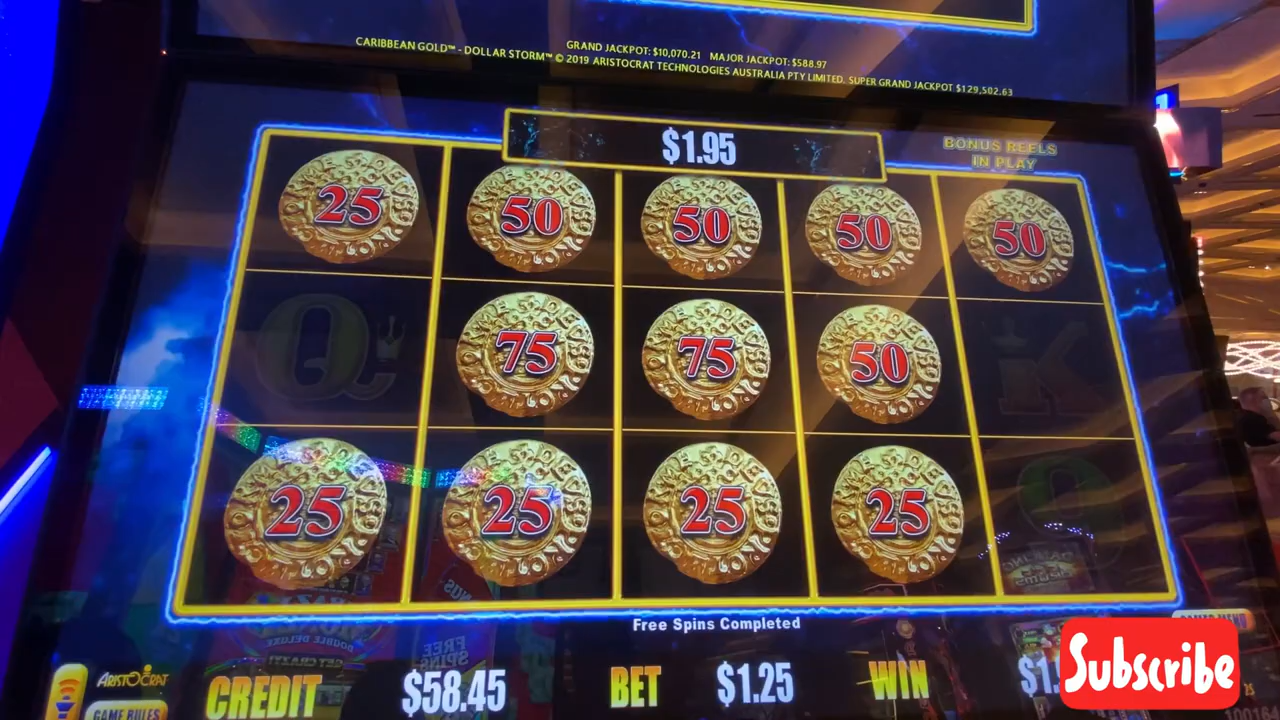 CARIBBEAN GOLD™ - DOLLAR STORM™ © 2019 ARISTOCRAT TECHNOLOGIES AUSTRALIA PTY LIMITED. SUPER GRAND JACKPOT $129,502.63
GRAND JACKPOT: $10,070.21 MAJOR JACKPOT: $588.97
$1.95
BONUS REELS
IN PLAY
25 50 50 50 50
Q 75 75 50 K
25 25 25 25
Free Spins Completed
ARISTOCRAT
GAME RULES
CREDIT $58.45 BET $1.25 WIN
Subscribe